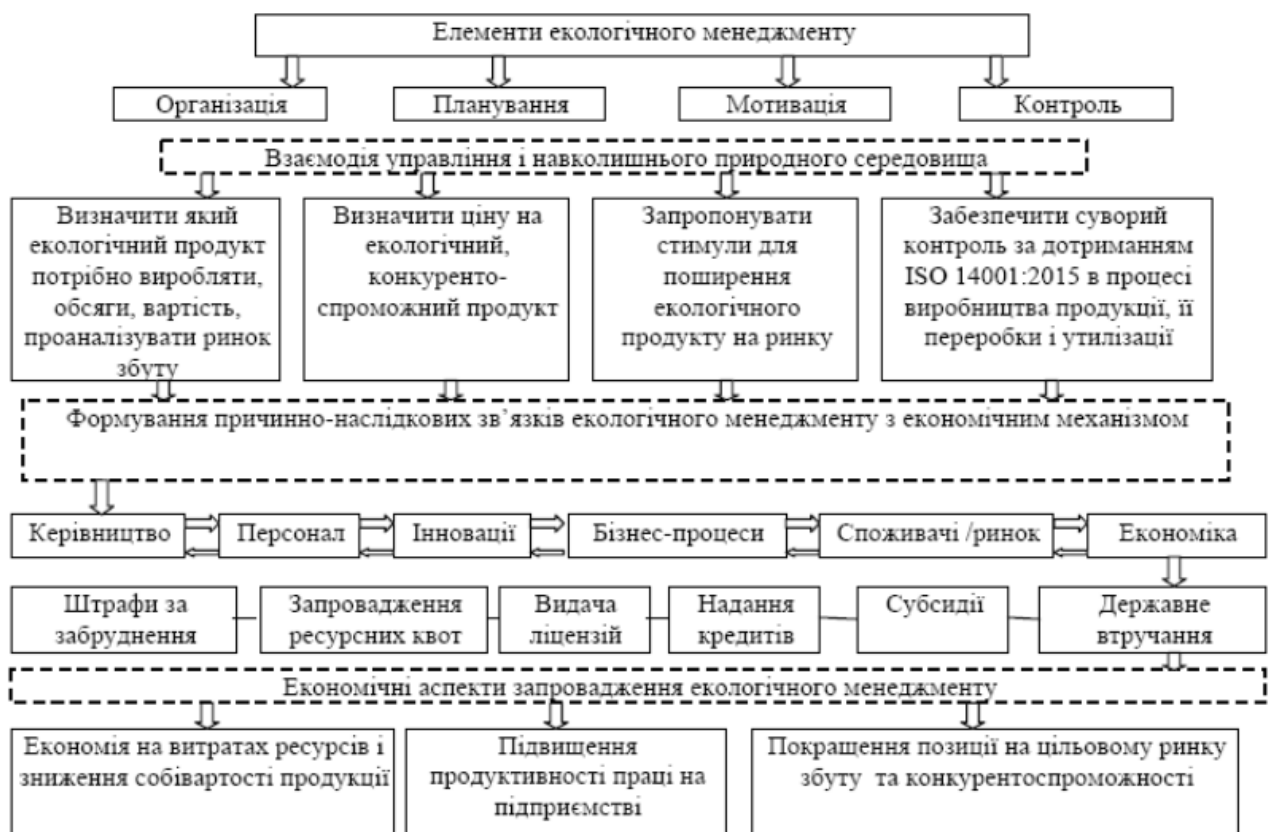 Елементи екологічного менеджменту
Організація
Планування
Мотивація
Контроль
Взаємодія управління і навколишнього природного середовища
Визначити який
екологічний продукт
потрібно виробляти,
обсяги, вартість,
проаналізувати ринок
збуту
Визначити ціну на
екологічний,
конкуренто-
спроможний продукт
Запропонувати
стимули для
поширення
екологічного
продукту на ринку
Забезпечити суворий
контроль за дотриманням
ISO 14001:2015 в процесі
виробництва продукції, її
переробки і утилізації
Формування причинно-наслідкових зв’язків екологічного менеджменту з економічним механізмом
Керівництво
Персонал
Інновації
Бізнес-процеси
Споживачі /ринок
Економіка
Штрафи за
забруднення
Запровадження
ресурсних квот
Видача
ліцензій
Надання
кредитів
Субсидії
Державне
втручання
Економічні аспекти запровадження екологічного менеджменту
Економія на витратах ресурсів і
зниження собівартості продукції
Підвищення
продуктивності праці на
підприємстві
Покращення позиції на цільовому ринку
збуту та конкурентоспроможності